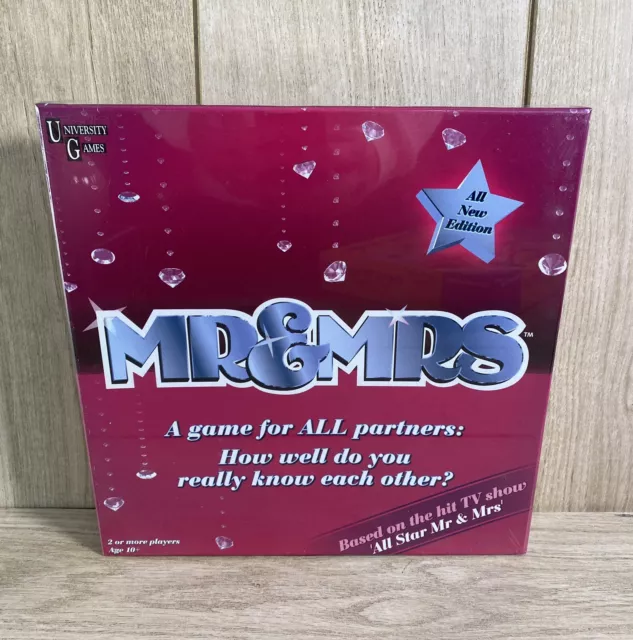 UNIVERSITY
GAMES
All
New
Edition
MR&MRS™
A game for ALL partners:
How well do you
really know each other?
Based on the hit TV show
'All Star Mr & Mrs'
2 or more players
Age 10+